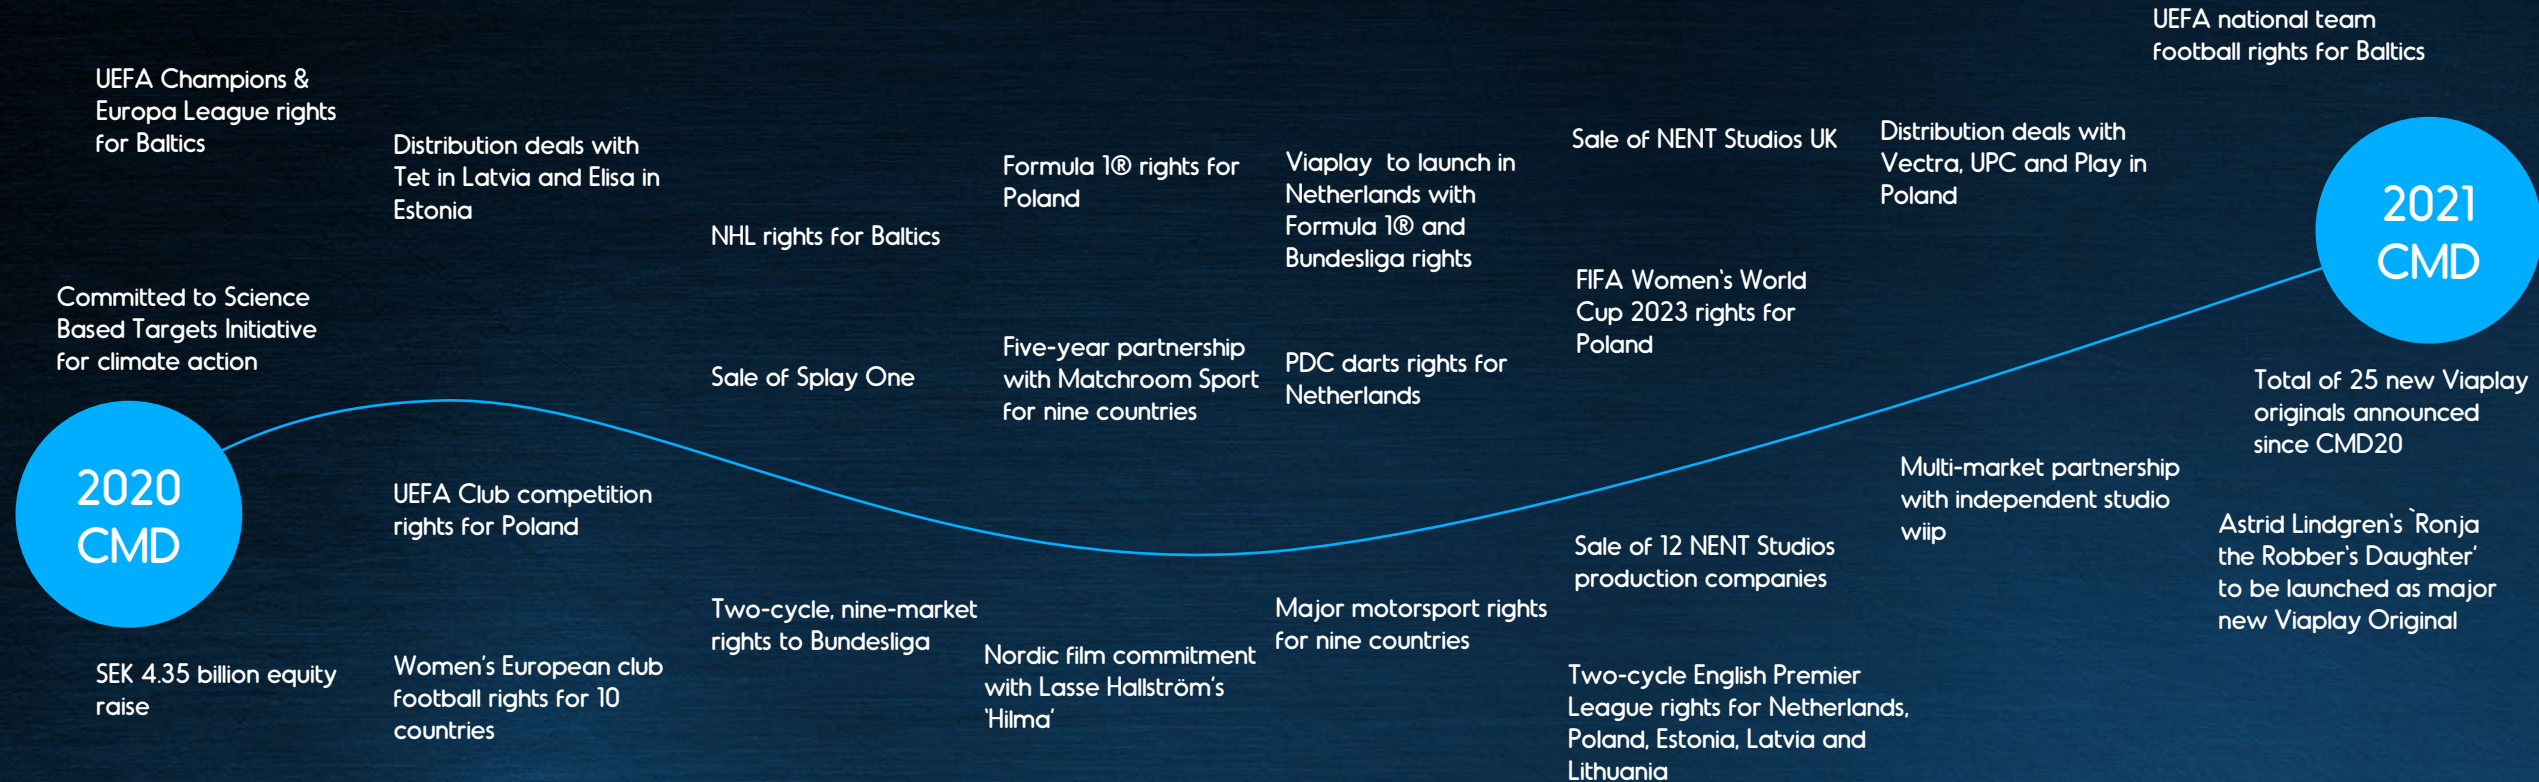 UEFA Champions &
Europa League rights
for Baltics
Committed to Science
Based Targets Initiative
for climate action
2020
CMD
SEK 4.35 billion equity
raise
Distribution deals with
Tet in Latvia and Elisa in
Estonia
UEFA Club competition
rights for Poland
Women's European club
football rights for 10
countries
NHL rights for Baltics
Sale of Splay One
Two-cycle, nine-market
rights to Bundesliga
Formula 1® rights for
Poland
Five-year partnership
with Matchroom Sport
for nine countries
Nordic film commitment
with Lasse Hallström's
'Hilma'
Viaplay to launch in
Netherlands with
Formula 1® and
Bundesliga rights
PDC darts rights for
Netherlands
Major motorsport rights
for nine countries
Sale of NENT Studios UK
FIFA Women's World
Cup 2023 rights for
Poland
Sale of 12 NENT Studios
production companies
Two-cycle English Premier
League rights for Netherlands,
Poland, Estonia, Latvia and
Lithuania
Distribution deals with
Vectra, UPC and Play in
Poland
Multi-market partnership
with independent studio
wiip
UEFA national team
football rights for Baltics
2021
CMD
Total of 25 new Viaplay
originals announced
since CMD20
Astrid Lindgren's `Ronja
the Robber's Daughter'
to be launched as major
new Viaplay Original